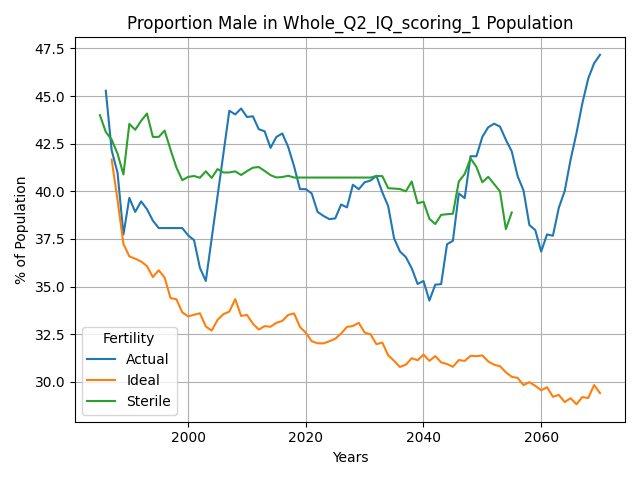 Proportion Male in Whole_Q2_IQ_scoring_1 Population
% of Population
47.5
45.0
42.5
40.0
37.5
35.0
32.5
30.0
Fertility
Actual
Ideal
Sterile
2000
2020
2040
2060
Years